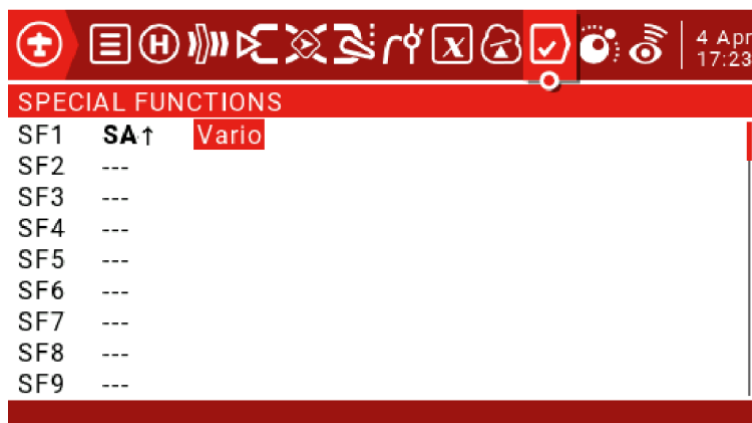 4 Apr
17:23
SPECIAL FUNCTIONS
SF1 SA↑ Vario
SF2 ---
SF3 ---
SF4 ---
SF5 ---
SF6 ---
SF7 ---
SF8 ---
SF9 ---